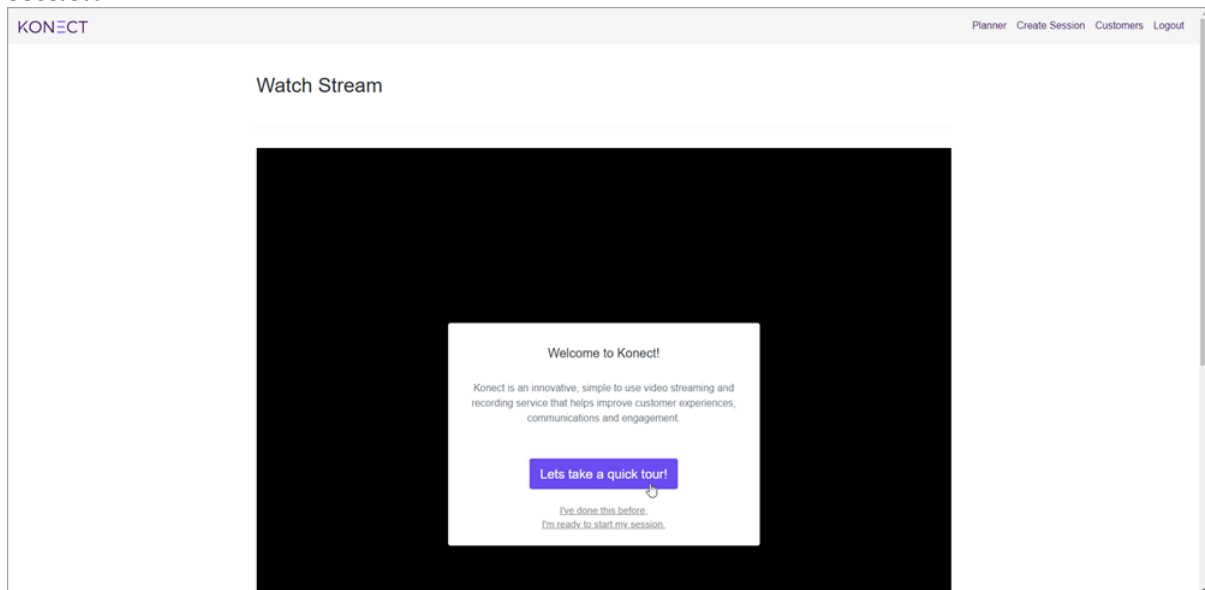 KONECT
Planner Create Session Customers Logout
Watch Stream
Welcome to Konect!
Konect is an innovative, simple to use video streaming and
recording service that helps improve customer experiences,
communications and engagement.
Lets take a quick tour!
I've done this before.
I'm ready to start my session.